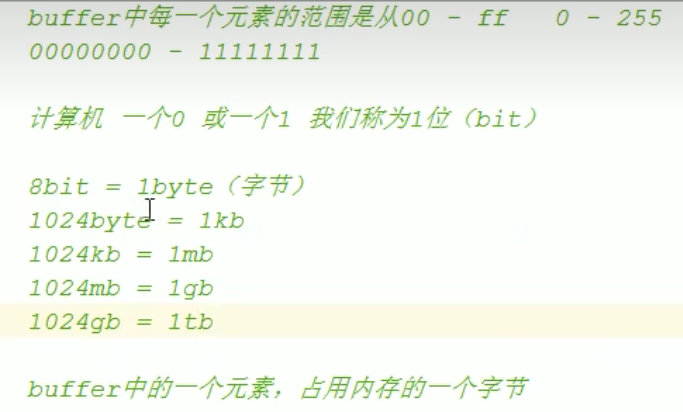 buffer中每一个元素的范围是从00 - ff 0 - 255
00000000 - 11111111
计算机 一个0 或一个1 我们称为1位（bit）
8bit = 1byte（字节）
1024byte = 1kb
1024kb = 1mb
1024mb = 1gb
1024gb = 1tb
buffer中的一个元素，占用内存的一个字节